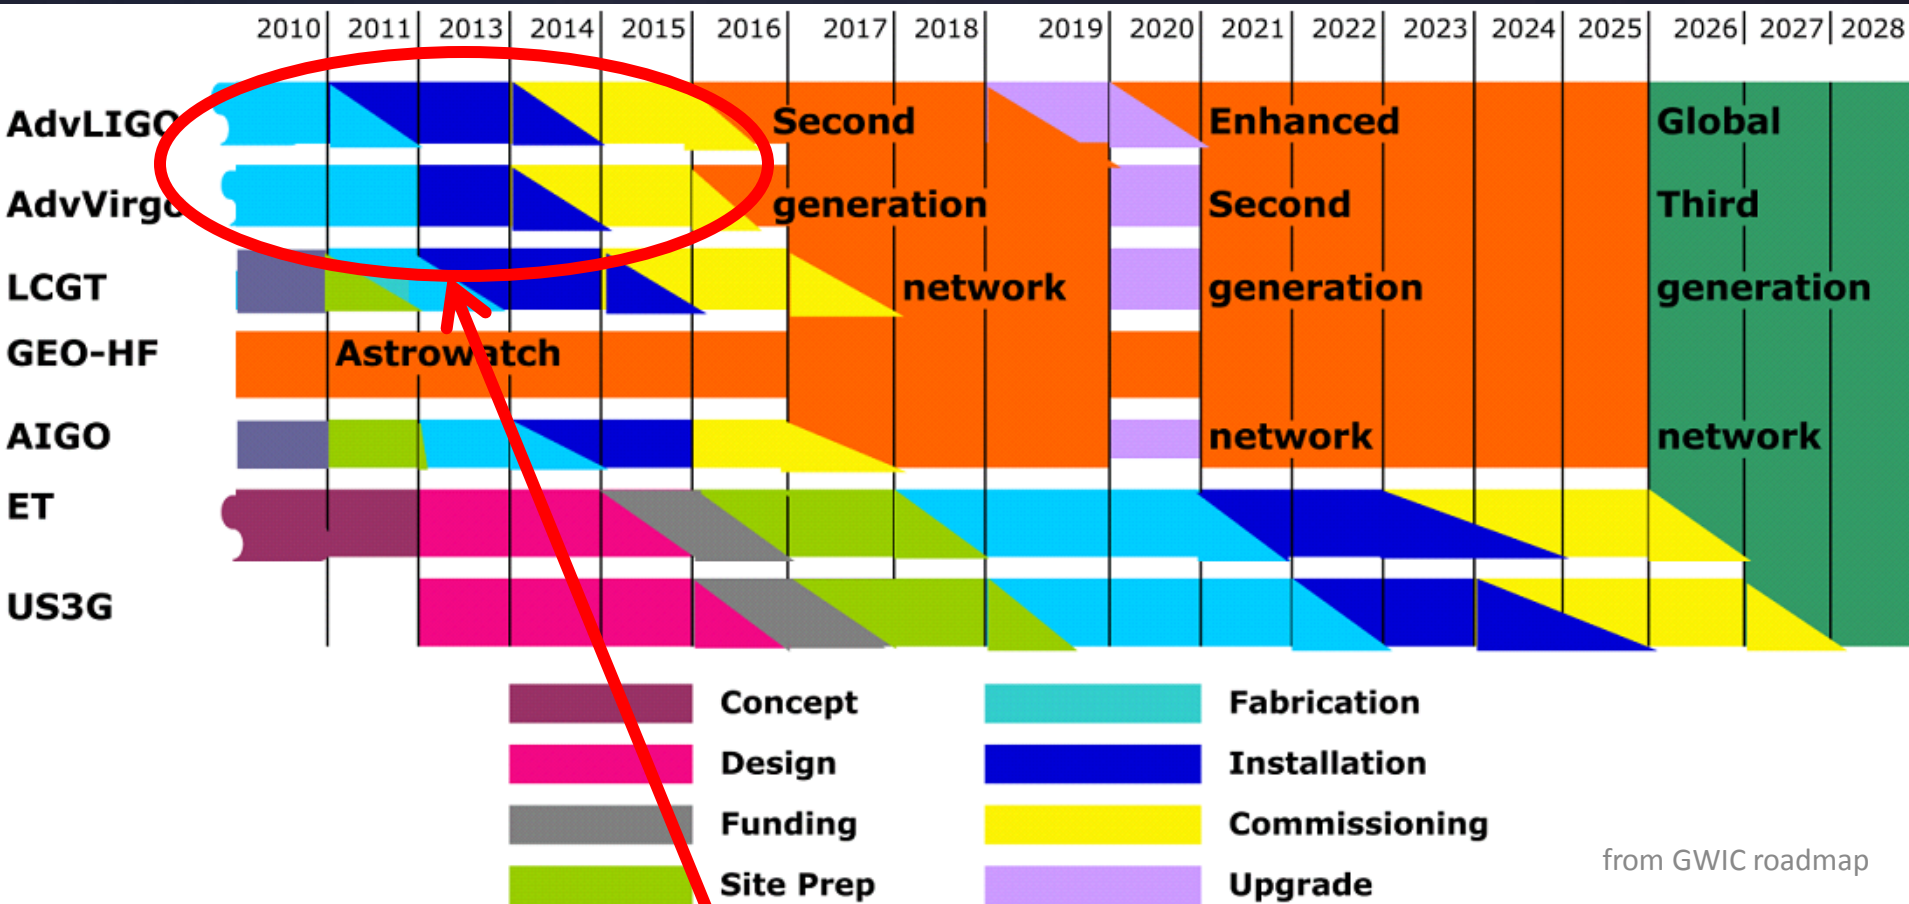 2010 2011 2013 2014 2015 2016 2017 2018 2019 2020 2021 2022 2023 2024 2025 2026 2027 2028
AdvLIGO Second Enhanced Global
AdvVirgo generation Second Third
LCGT network generation generation
GEO-HF Astrowatch
AIGO network network
ET
US3G
Concept Fabrication
Design Installation
Funding Commissioning
from GWIC roadmap
Site Prep Upgrade